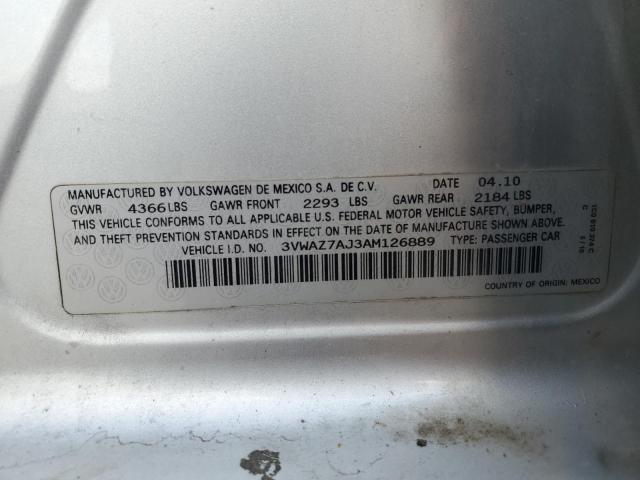 MANUFACTURED BY VOLKSWAGEN DE MEXICO S.A. DE C.V. DATE 04.10
GVWR 4366 LBS GAWR FRONT 2293 LBS GAWR REAR 2184 LBS
THIS VEHICLE CONFORMS TO ALL APPLICABLE U.S. FEDERAL MOTOR VEHICLE SAFETY, BUMPER,
AND THEFT PREVENTION STANDARDS IN EFFECT ON THE DATE OF MANUFACTURE SHOWN ABOVE.
VEHICLE I.D. NO. 3VWAZ7AJ3AM126889 TYPE: PASSENGER CAR
COUNTRY OF ORIGIN: MEXICO
C
5/10